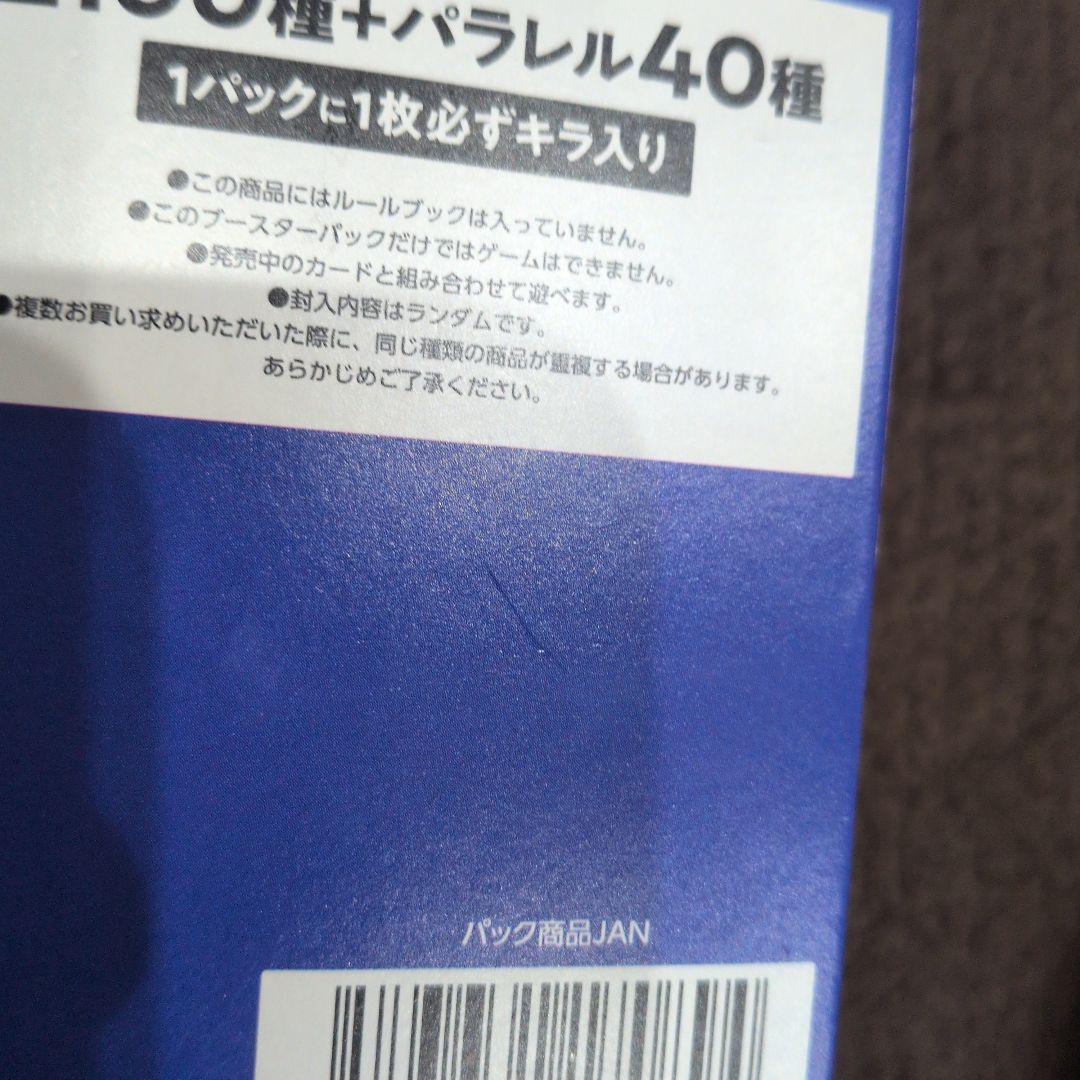 100種+パラレル40種
1パックに1枚必ずキラ入り
●この商品にはルールブックは入っていません。
●このブースターパックだけではゲームはできません。
●発売中のカードと組み合わせて遊べます。
●封入内容はランダムです。
●複数お買い求めいただいた際に、同じ種類の商品が重複する場合があります。
あらかじめご了承ください。
パック商品JAN